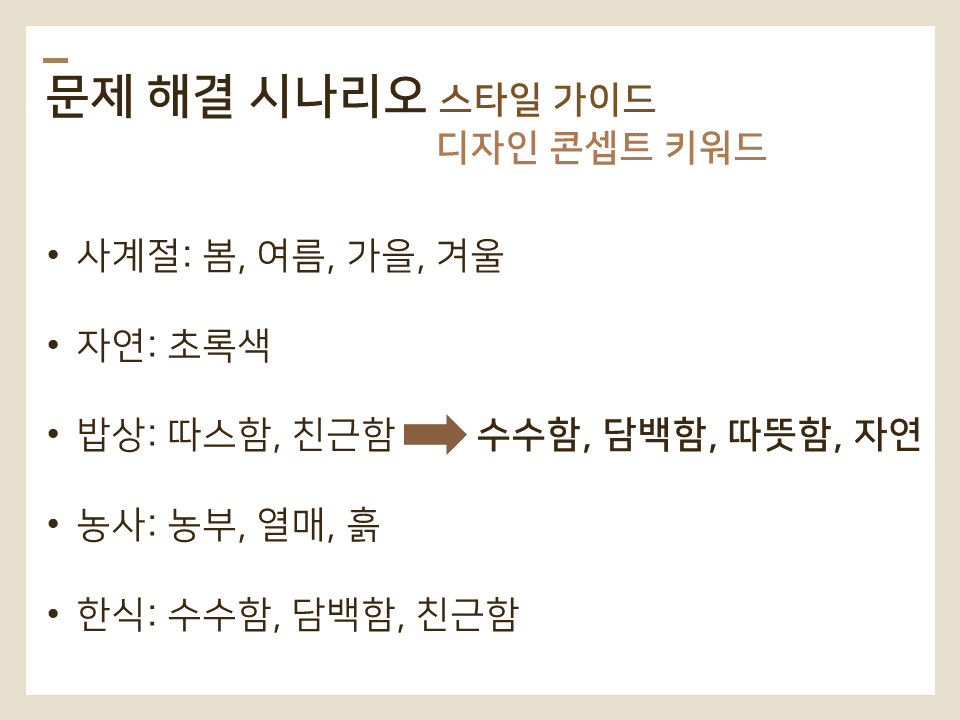 문제 해결 시나리오 스타일 가이드
디자인 콘셉트 키워드
• 사계절: 봄, 여름, 가을, 겨울
• 자연: 초록색
• 밥상: 따스함, 친근함 수수함, 담백함, 따뜻함, 자연
• 농사: 농부, 열매, 흙
• 한식: 수수함, 담백함, 친근함